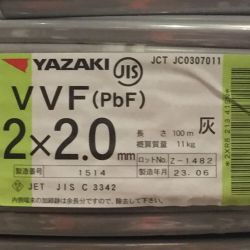 YAZAKI JIS JCT JC0307011
VVF(PbF)
2×2.0mm
長さ 100m 灰
概算質量 11kg
ロットNo. Z-1482
製造番号 1514 製造年月 23.06
JET JIS C 3342